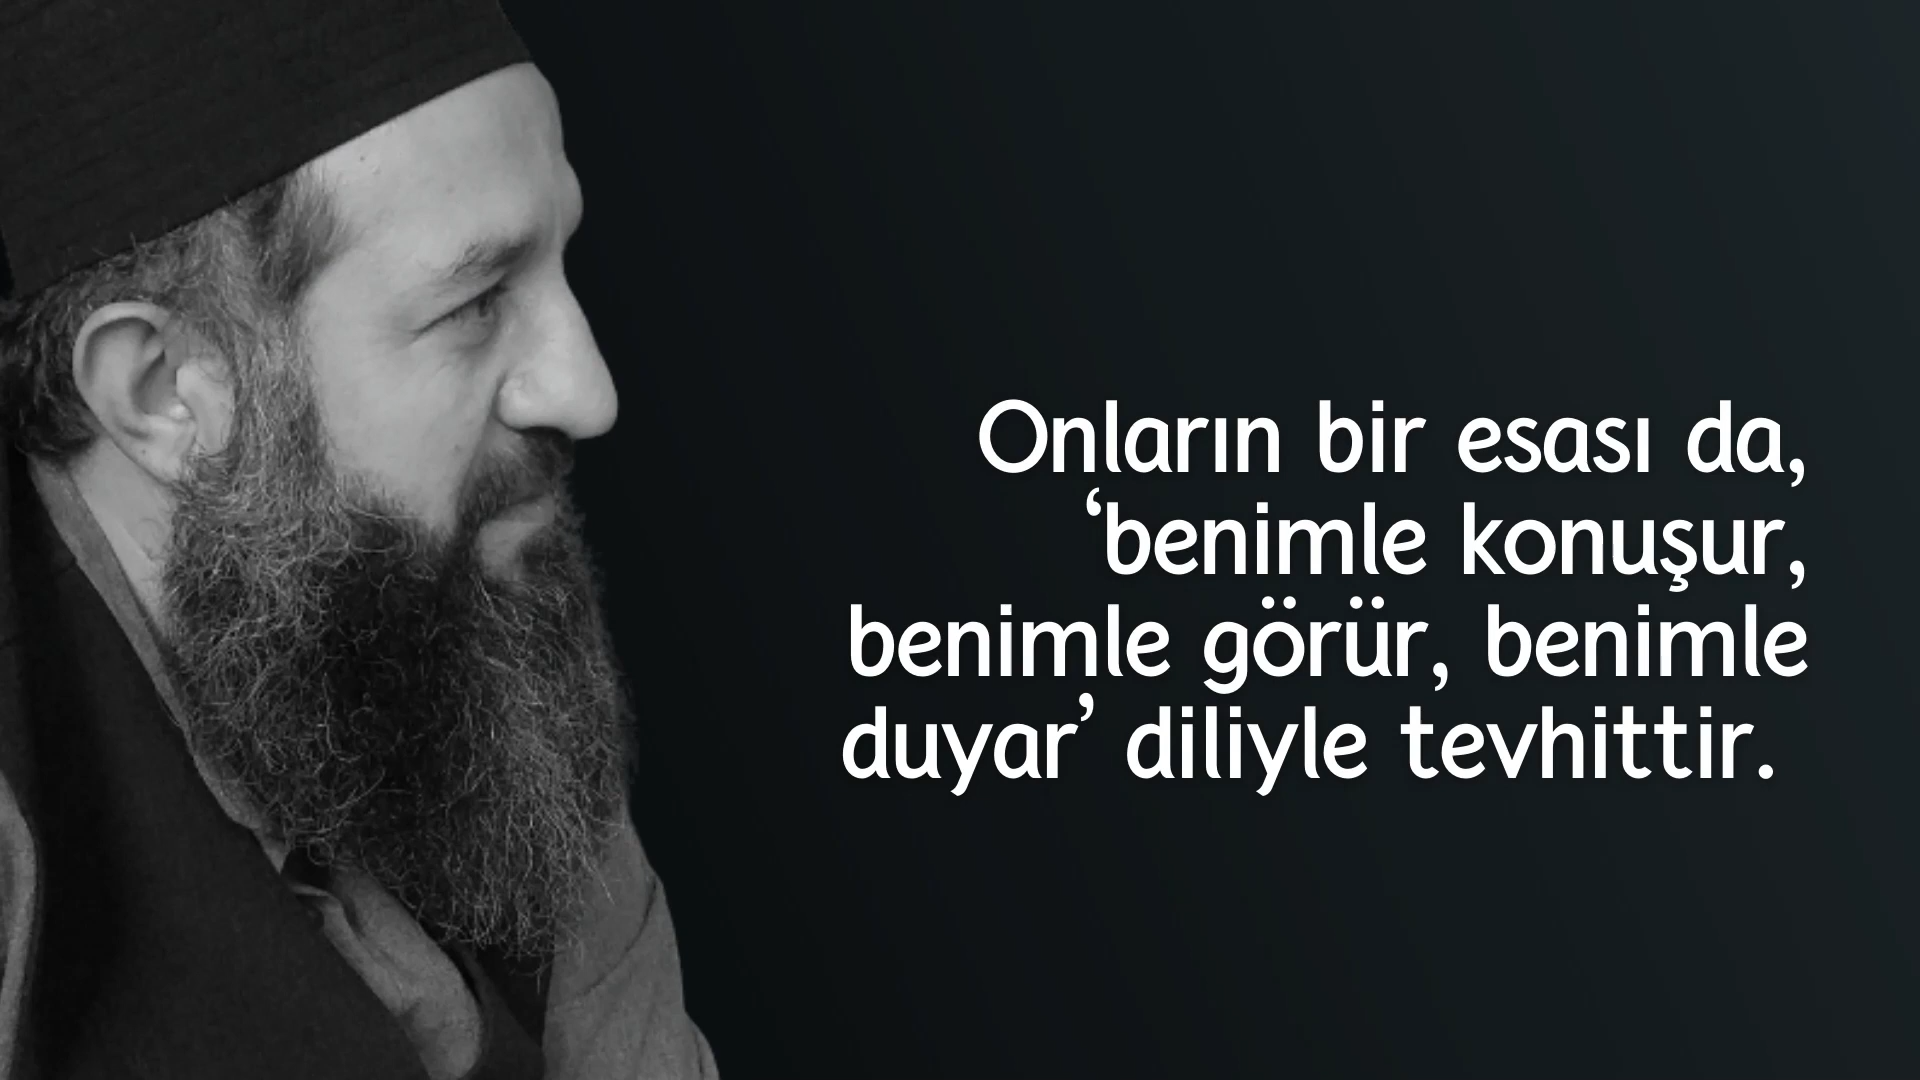 Onların bir esası da,
‘benimle konuşur,
benimle görür, benimle
duyar’ diliyle tevhittir.